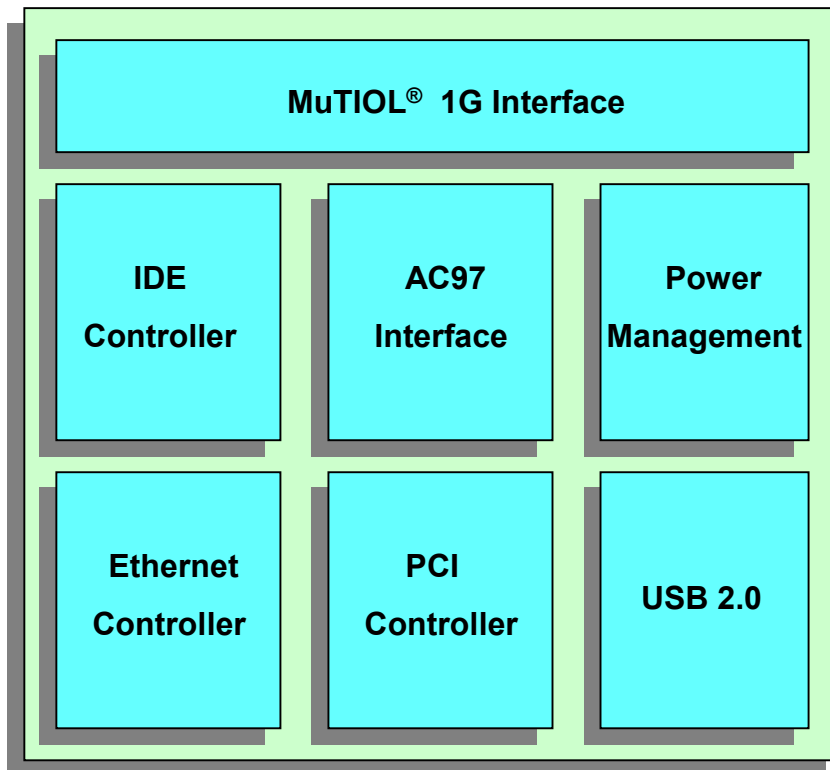 MuTIOL® 1G Interface
IDE
Controller
AC97
Interface
Power
Management
Ethernet
Controller
PCI
Controller
USB 2.0